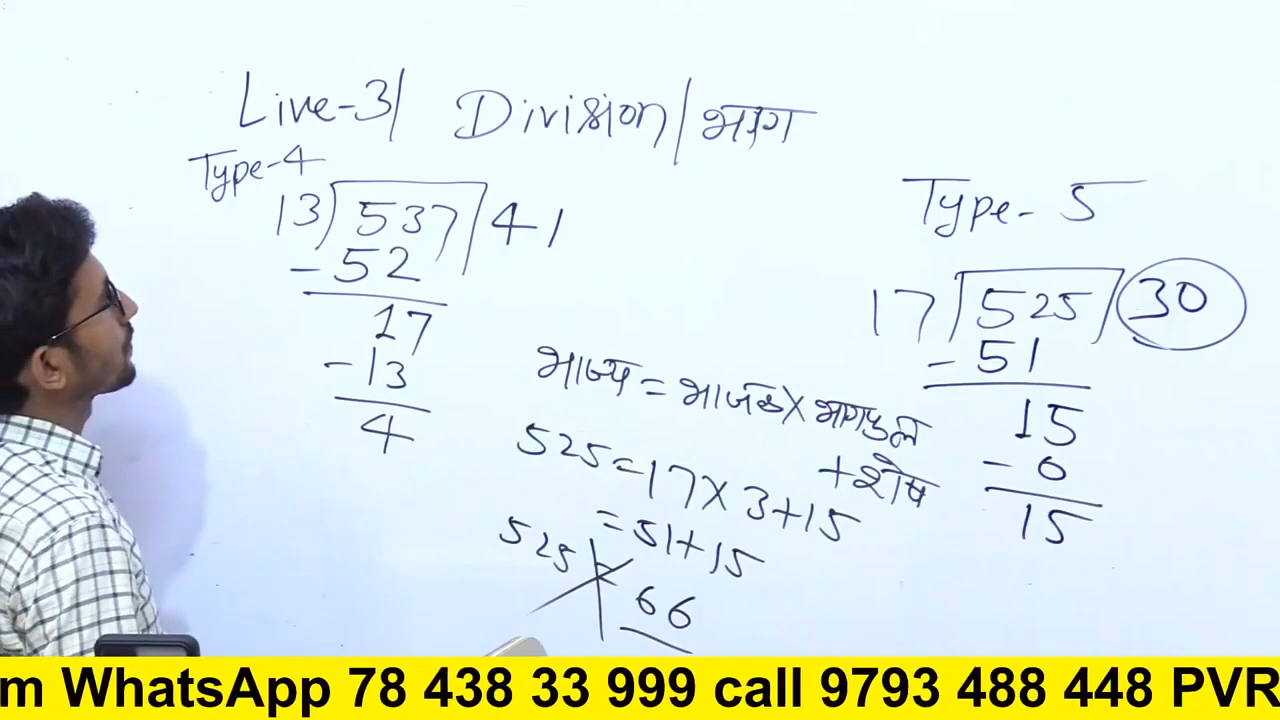 Live-3/ Division/भाग
Type-4
13) 537 / 41
- 52
17
- 13
4
भाज्य = भाजक × भागफल
+ शेष
525 = 17 × 3 + 15
= 51 + 15
525 ≠ 66
Type- 5
17) 525 / 30
- 51
15
- 0
15
m WhatsApp 78 438 33 999 call 9793 488 448 PVR